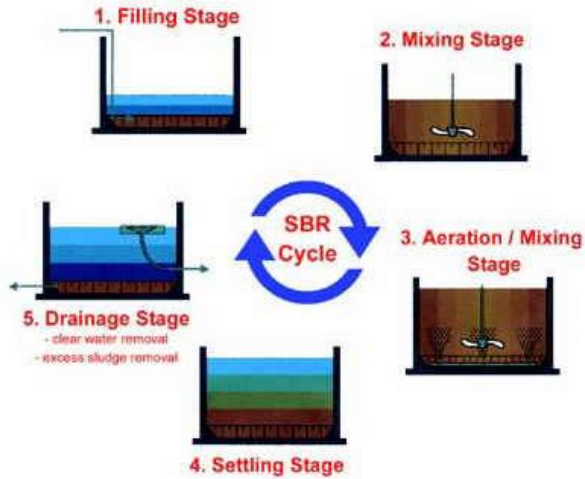 1. Filling Stage
2. Mixing Stage
SBR
Cycle
3. Aeration / Mixing
Stage
4. Settling Stage
5. Drainage Stage
- clear water removal
- excess sludge removal